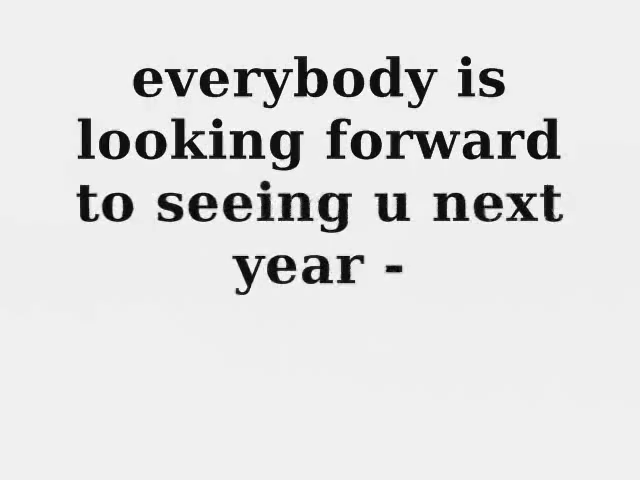 everybody is
looking forward
to seeing u next
year -